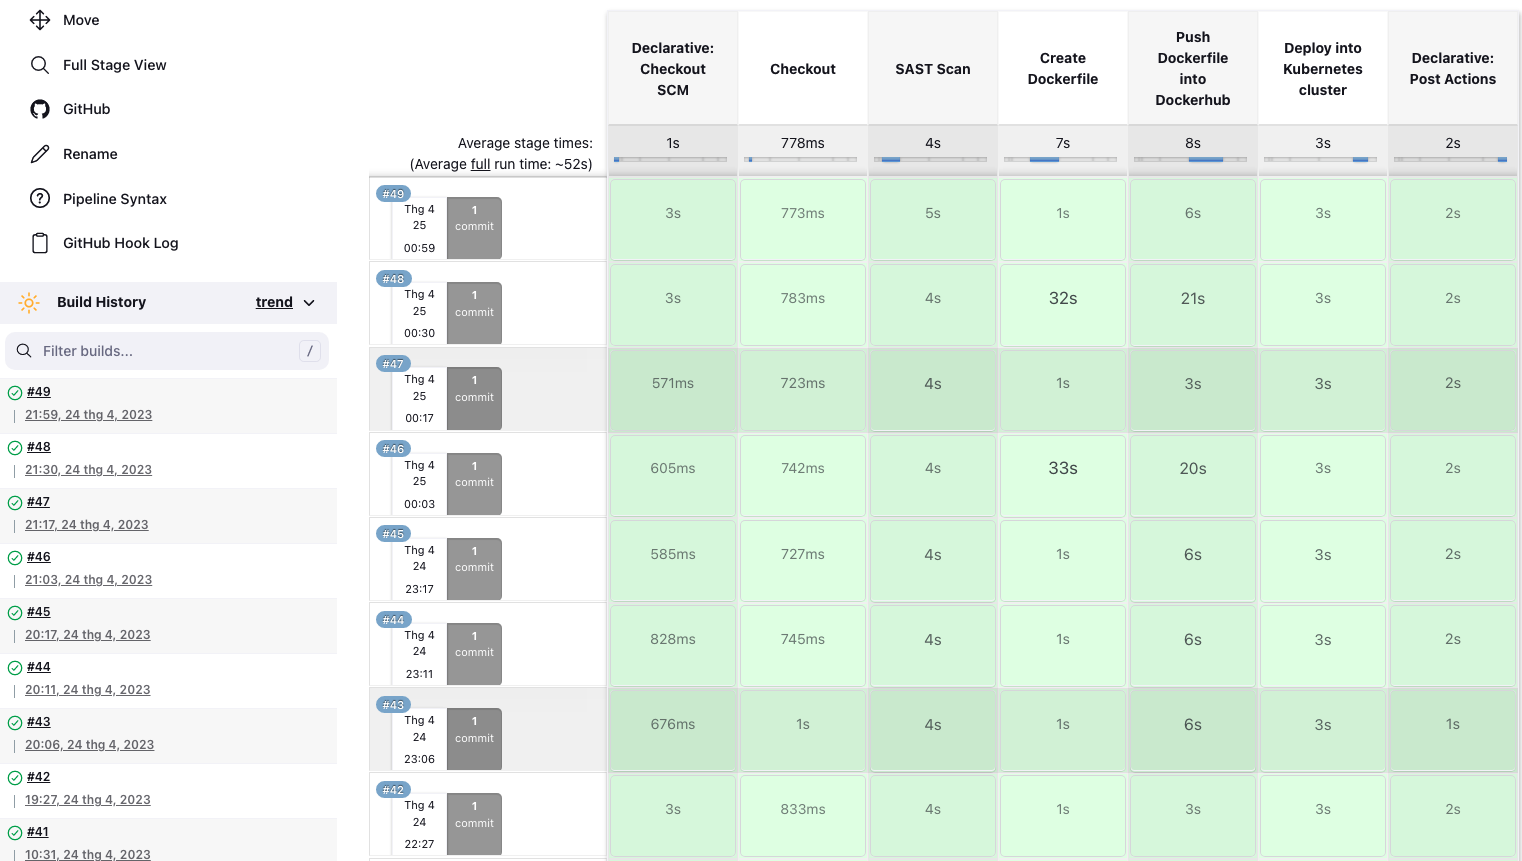 Move
Full Stage View
GitHub
Rename
Pipeline Syntax
GitHub Hook Log
Build History
trend
Filter builds...
/
#49
21:59, 24 thg 4, 2023
#48
21:30, 24 thg 4, 2023
#47
21:17, 24 thg 4, 2023
#46
21:03, 24 thg 4, 2023
#45
20:17, 24 thg 4, 2023
#44
20:11, 24 thg 4, 2023
#43
20:06, 24 thg 4, 2023
#42
19:27, 24 thg 4, 2023
#41
10:31, 24 thg 4, 2023
Declarative:
Checkout
SCM
Checkout
SAST Scan
Create
Dockerfile
Push
Dockerfile
into
Dockerhub
Deploy into
Kubernetes
cluster
Declarative:
Post Actions
Average stage times:
(Average full run time: ~52s)
1s 778ms 4s 7s 8s 3s 2s
#49
Thg 4
25
00:59
1
commit
3s 773ms 5s 1s 6s 3s 2s
#48
Thg 4
25
00:30
1
commit
3s 783ms 4s 32s 21s 3s 2s
#47
Thg 4
25
00:17
1
commit
571ms 723ms 4s 1s 3s 3s 2s
#46
Thg 4
25
00:03
1
commit
605ms 742ms 4s 33s 20s 3s 2s
#45
Thg 4
24
23:17
1
commit
585ms 727ms 4s 1s 6s 3s 2s
#44
Thg 4
24
23:11
1
commit
828ms 745ms 4s 1s 6s 3s 2s
#43
Thg 4
24
23:06
1
commit
676ms 1s 4s 1s 6s 3s 1s
#42
Thg 4
24
22:27
1
commit
3s 833ms 4s 1s 3s 3s 2s